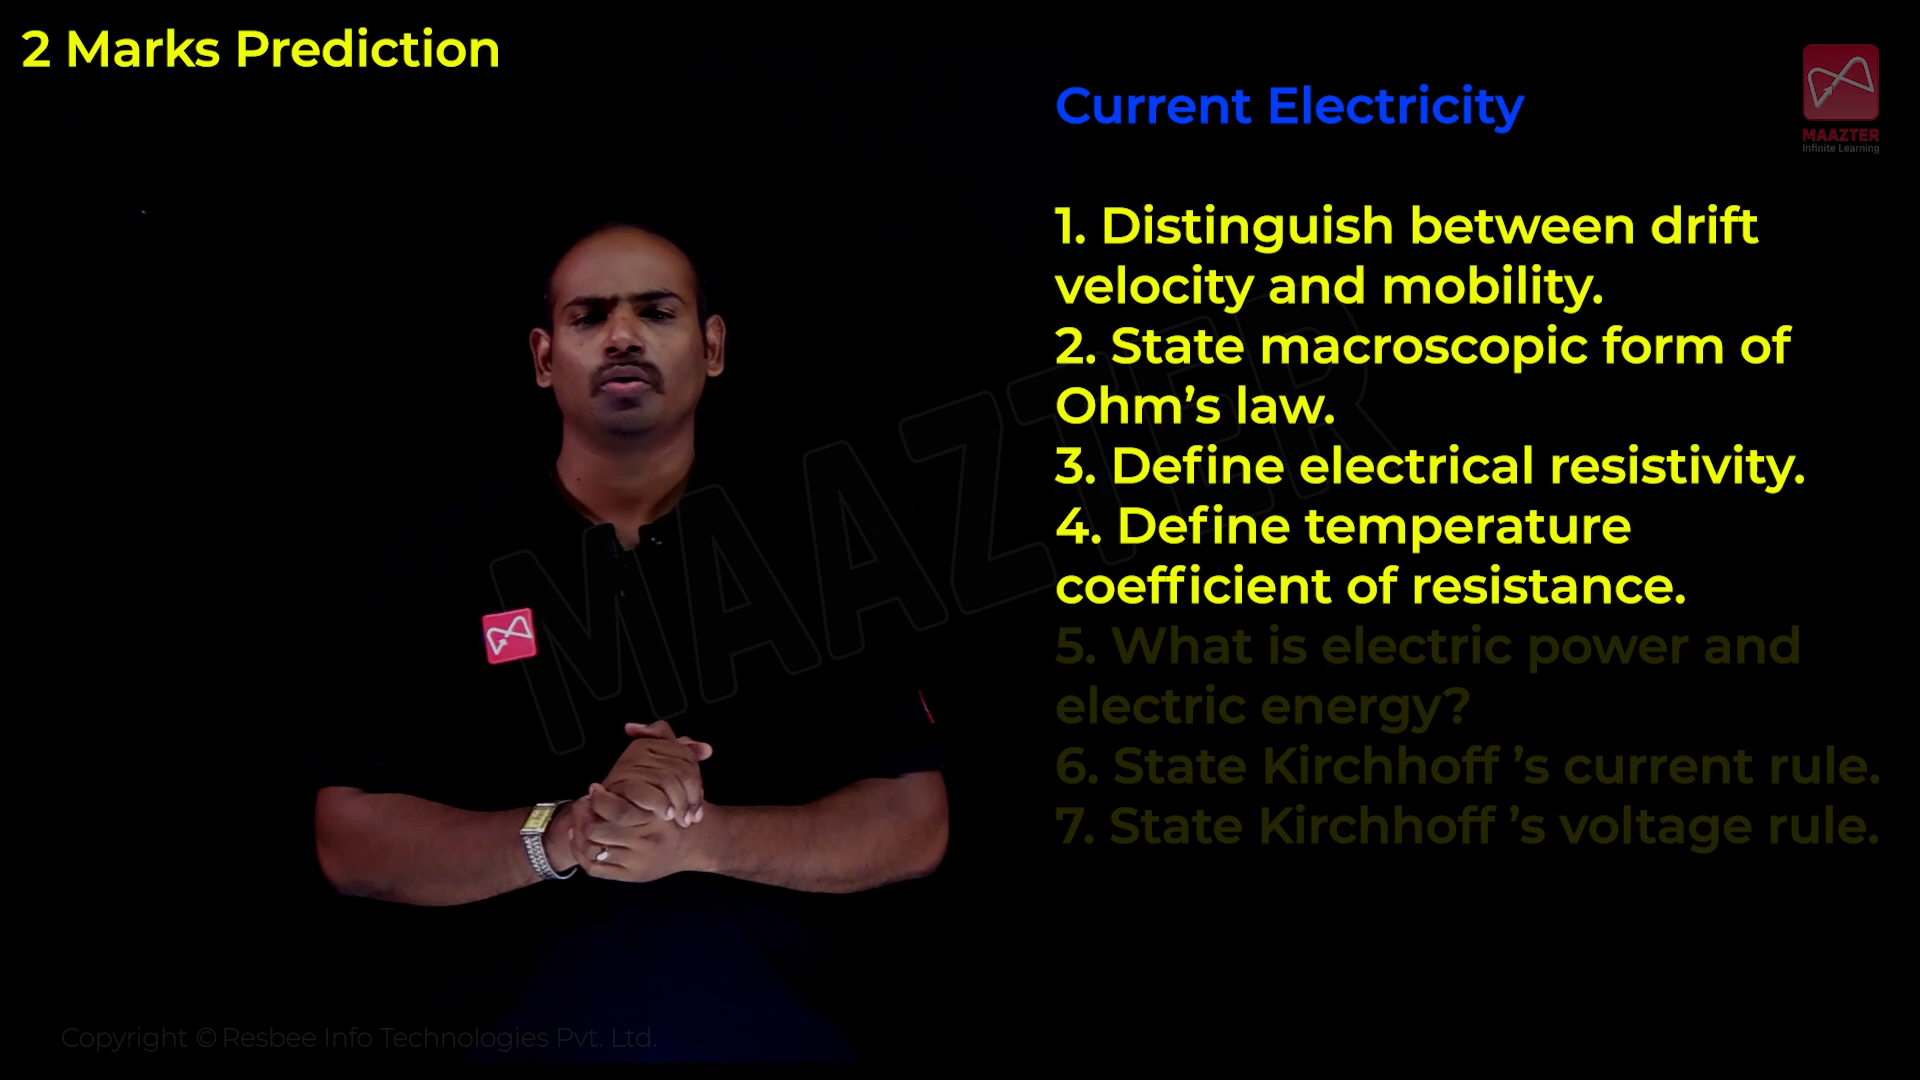 2 Marks Prediction
Current Electricity
MAAZTER
Infinite Learning
1. Distinguish between drift
velocity and mobility.
2. State macroscopic form of
Ohm’s law.
3. Define electrical resistivity.
4. Define temperature
coefficient of resistance.
5. What is electric power and
electric energy?
6. State Kirchhoff ’s current rule.
7. State Kirchhoff ’s voltage rule.
MAAZTER
Copyright © Resbee Info Technologies Pvt. Ltd.